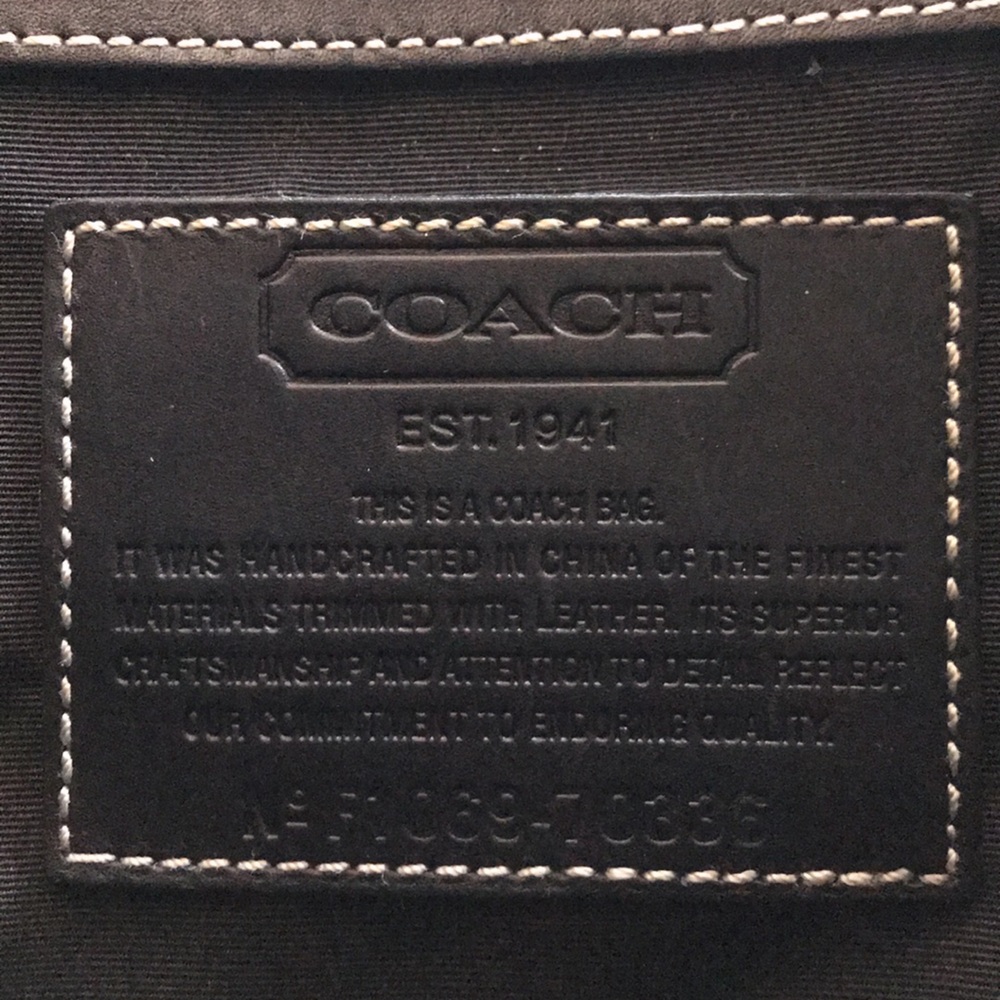 COACH
EST. 1941
THIS IS A COACH BAG.
IT WAS HANDCRAFTED IN CHINA OF THE FINEST
MATERIALS TRIMMED WITH LEATHER. ITS SUPERIOR
CRAFTSMANSHIP AND ATTENTION TO DETAIL REFLECT
OUR COMMITMENT TO ENDURING QUALITY.
Nº